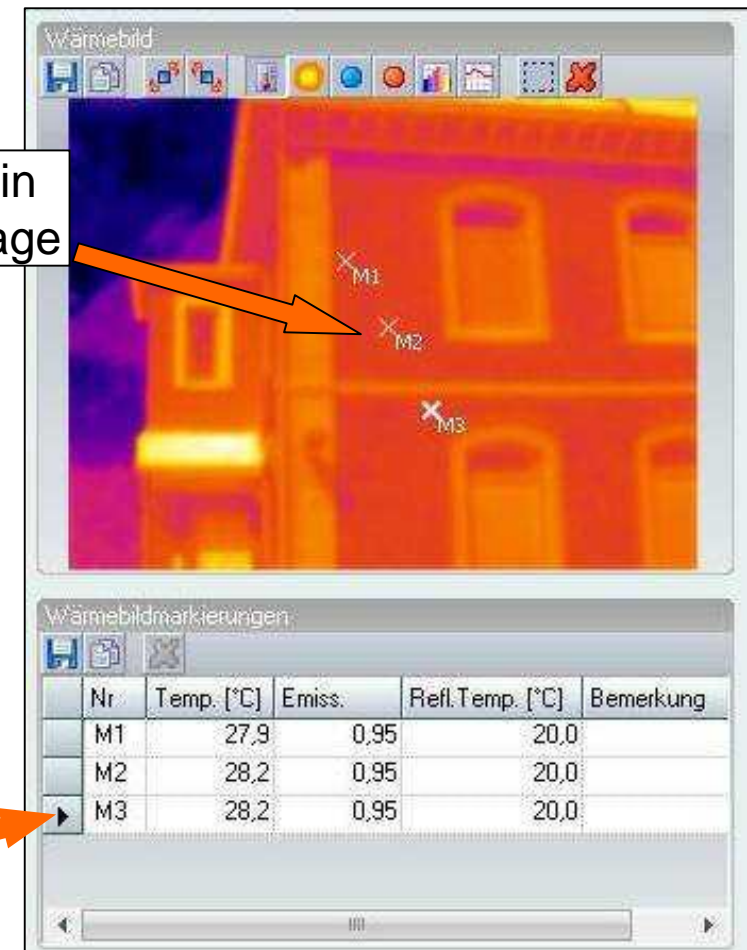 Wärmebild
in
age
M1
M2
M3
Wärmebildmarkierungen
Nr Temp. [°C] Emiss. Refl.Temp. [°C] Bemerkung
M1 27,9 0,95 20,0
M2 28,2 0,95 20,0
M3 28,2 0,95 20,0